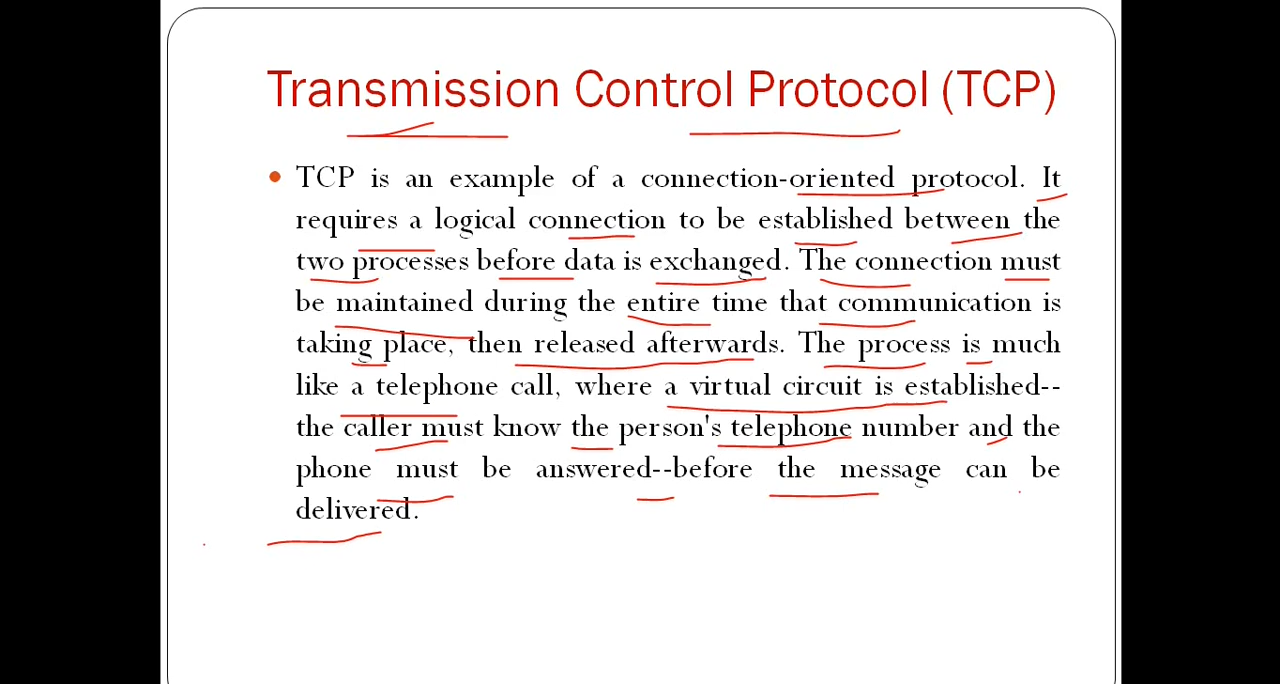 Transmission Control Protocol (TCP)
• TCP is an example of a connection-oriented protocol. It
requires a logical connection to be established between the
two processes before data is exchanged. The connection must
be maintained during the entire time that communication is
taking place, then released afterwards. The process is much
like a telephone call, where a virtual circuit is established--
the caller must know the person's telephone number and the
phone must be answered--before the message can be
delivered.